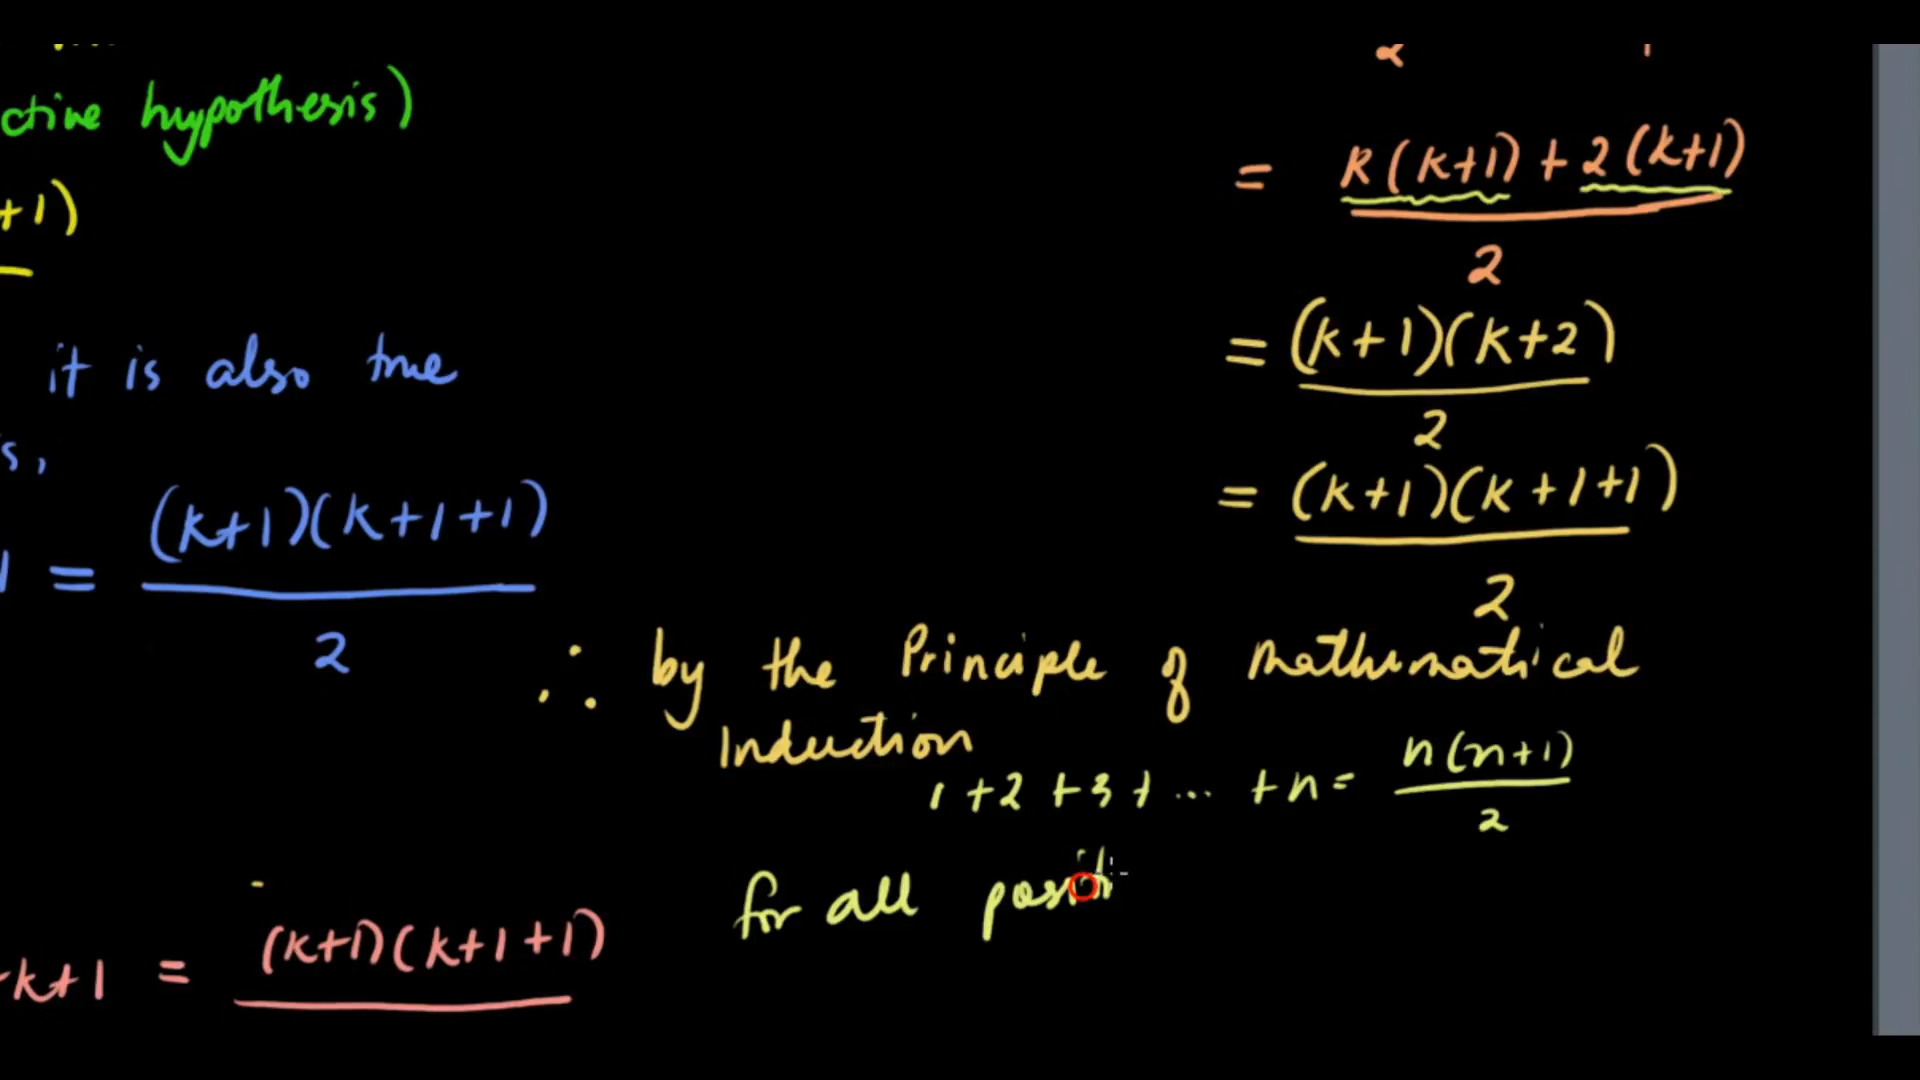 ctive hypothesis)
+1)
it is also true
s,
1 = (k+1)(k+1+1)
2
k+1 = (k+1)(k+1+1)
2
= k(k+1) + 2(k+1)
2
= (k+1)(k+2)
2
= (k+1)(k+1+1)
2
∴ by the Principle of mathematical
Induction
1 + 2 + 3 + ... + n = n(n+1)
2
for all posit